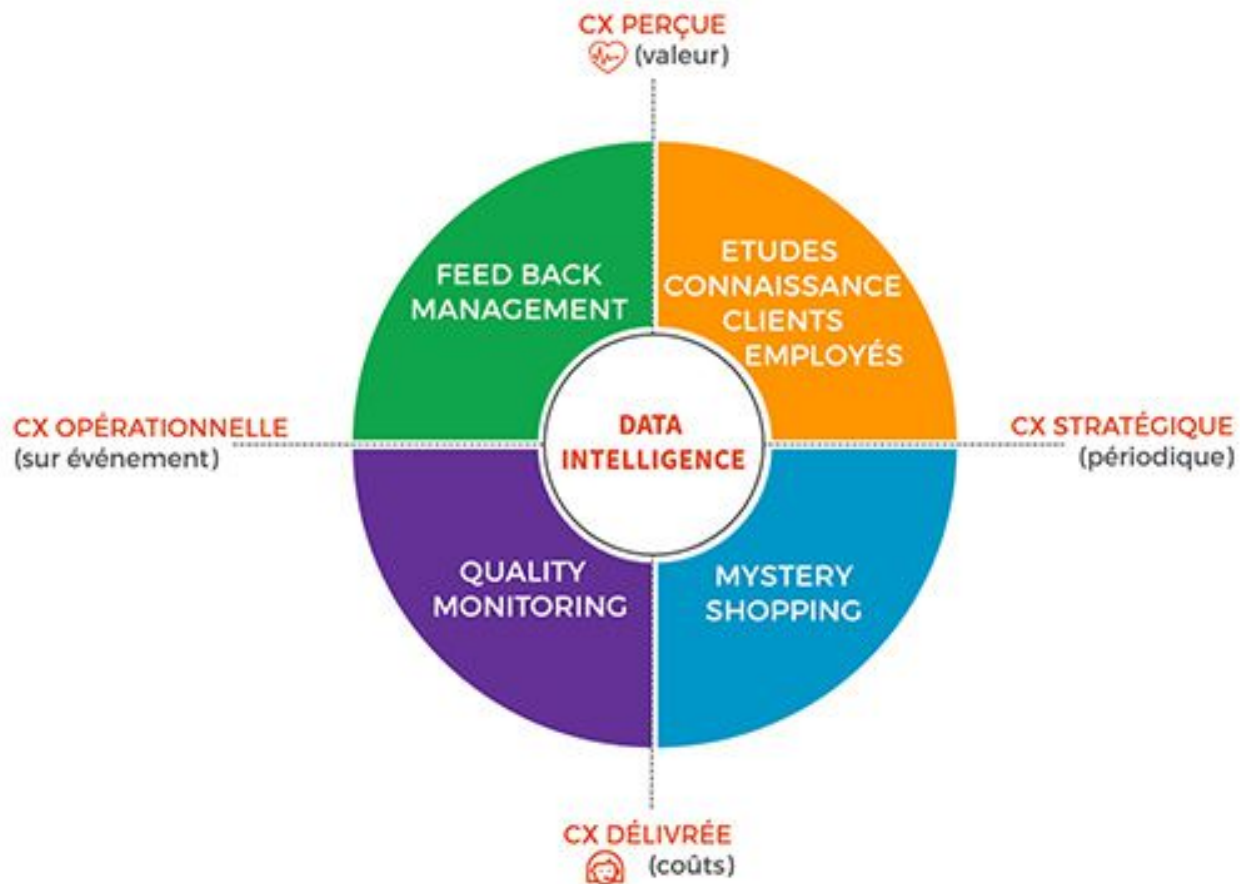 CX PERÇUE
(valeur)
FEED BACK
MANAGEMENT
ETUDES
CONNAISSANCE
CLIENTS
EMPLOYÉS
CX OPÉRATIONNELLE
(sur événement)
DATA
INTELLIGENCE
CX STRATÉGIQUE
(périodique)
QUALITY
MONITORING
MYSTERY
SHOPPING
CX DÉLIVRÉE
(coûts)